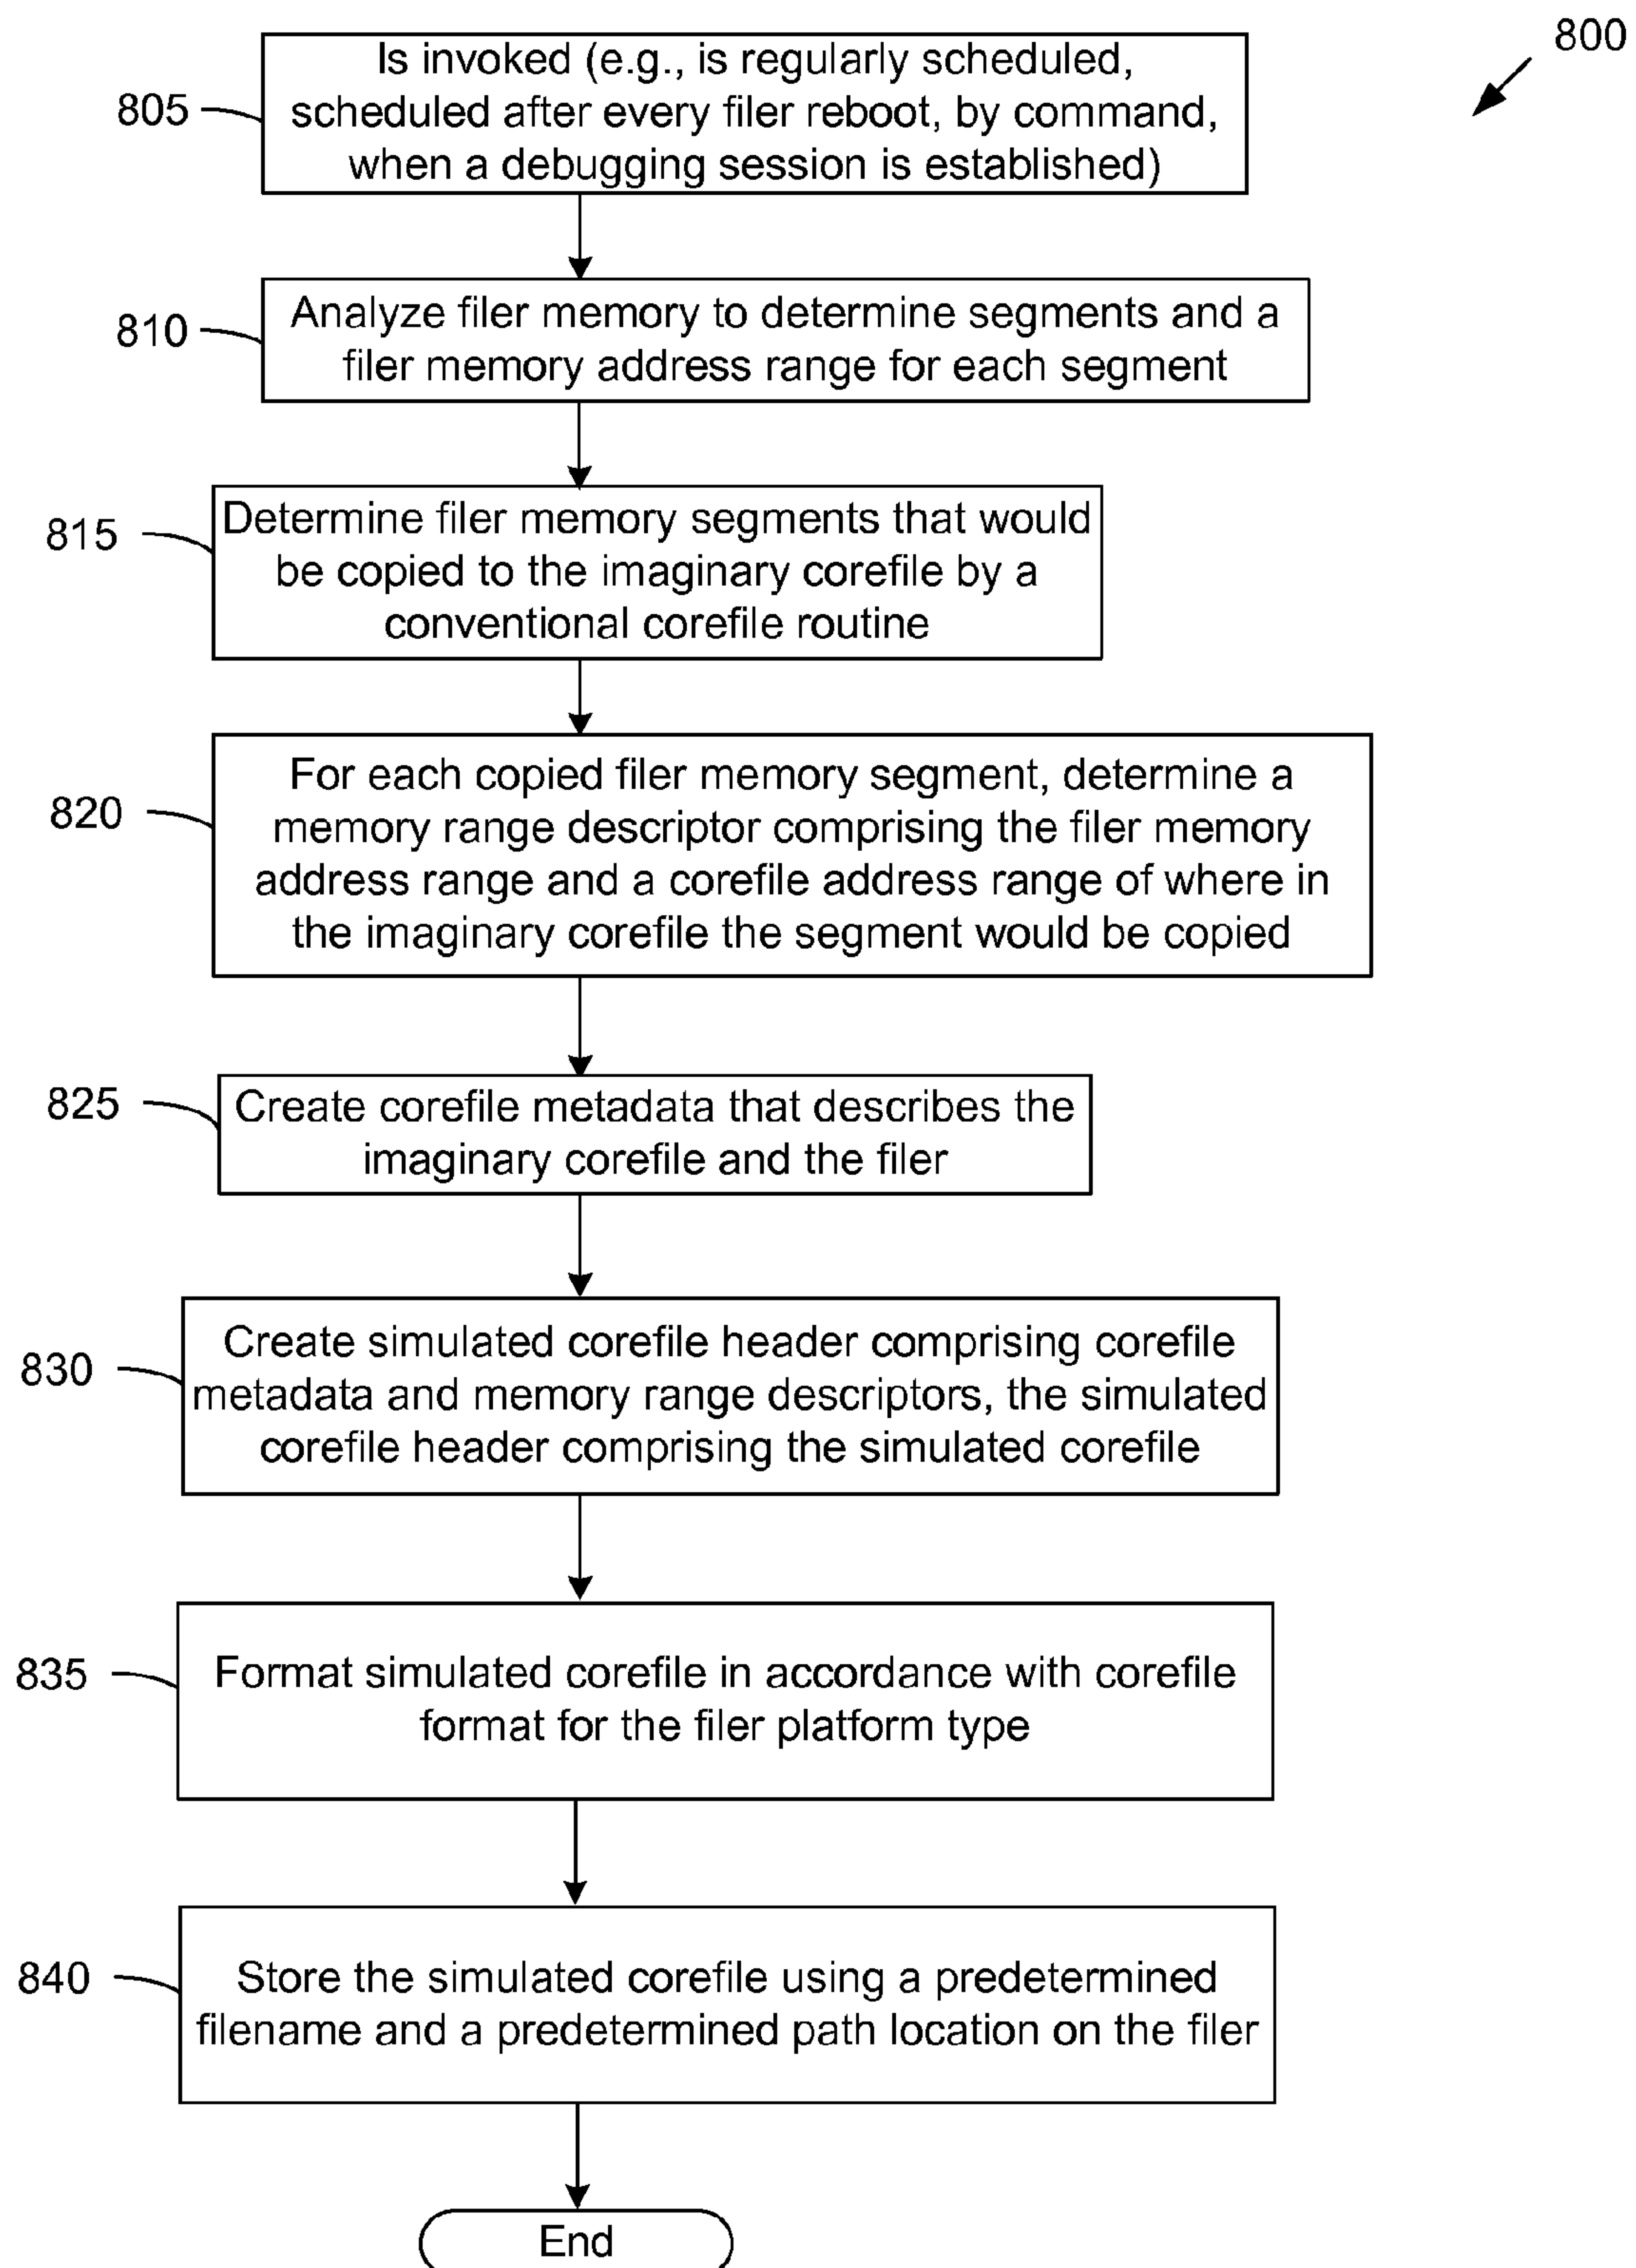 800
805
Is invoked (e.g., is regularly scheduled,
scheduled after every filer reboot, by command,
when a debugging session is established)
810
Analyze filer memory to determine segments and a
filer memory address range for each segment
815
Determine filer memory segments that would
be copied to the imaginary corefile by a
conventional corefile routine
820
For each copied filer memory segment, determine a
memory range descriptor comprising the filer memory
address range and a corefile address range of where in
the imaginary corefile the segment would be copied
825
Create corefile metadata that describes the
imaginary corefile and the filer
830
Create simulated corefile header comprising corefile
metadata and memory range descriptors, the simulated
corefile header comprising the simulated corefile
835
Format simulated corefile in accordance with corefile
format for the filer platform type
840
Store the simulated corefile using a predetermined
filename and a predetermined path location on the filer
End